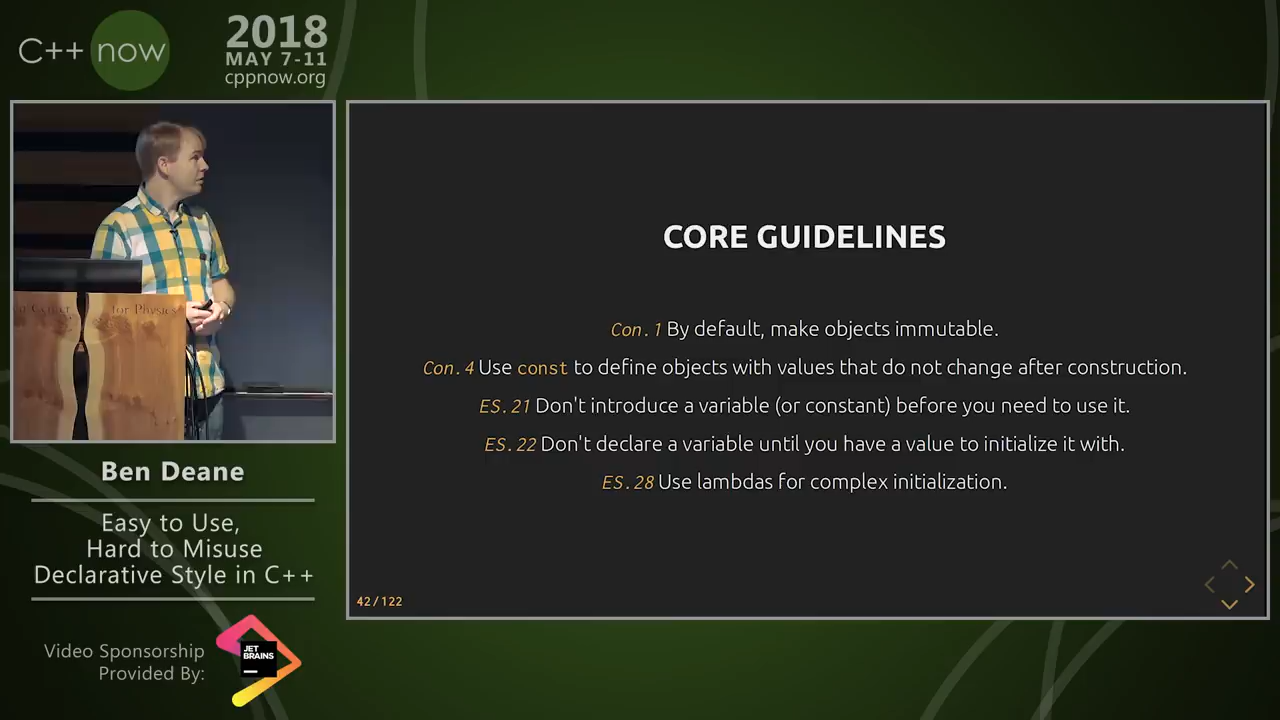 C++ now
2018
MAY 7-11
cppnow.org
for Physics
CORE GUIDELINES
Con.1 By default, make objects immutable.
Con.4 Use const to define objects with values that do not change after construction.
ES.21 Don't introduce a variable (or constant) before you need to use it.
ES.22 Don't declare a variable until you have a value to initialize it with.
ES.28 Use lambdas for complex initialization.
42/122
Ben Deane
Easy to Use,
Hard to Misuse
Declarative Style in C++
Video Sponsorship
Provided By:
JET
BRAINS